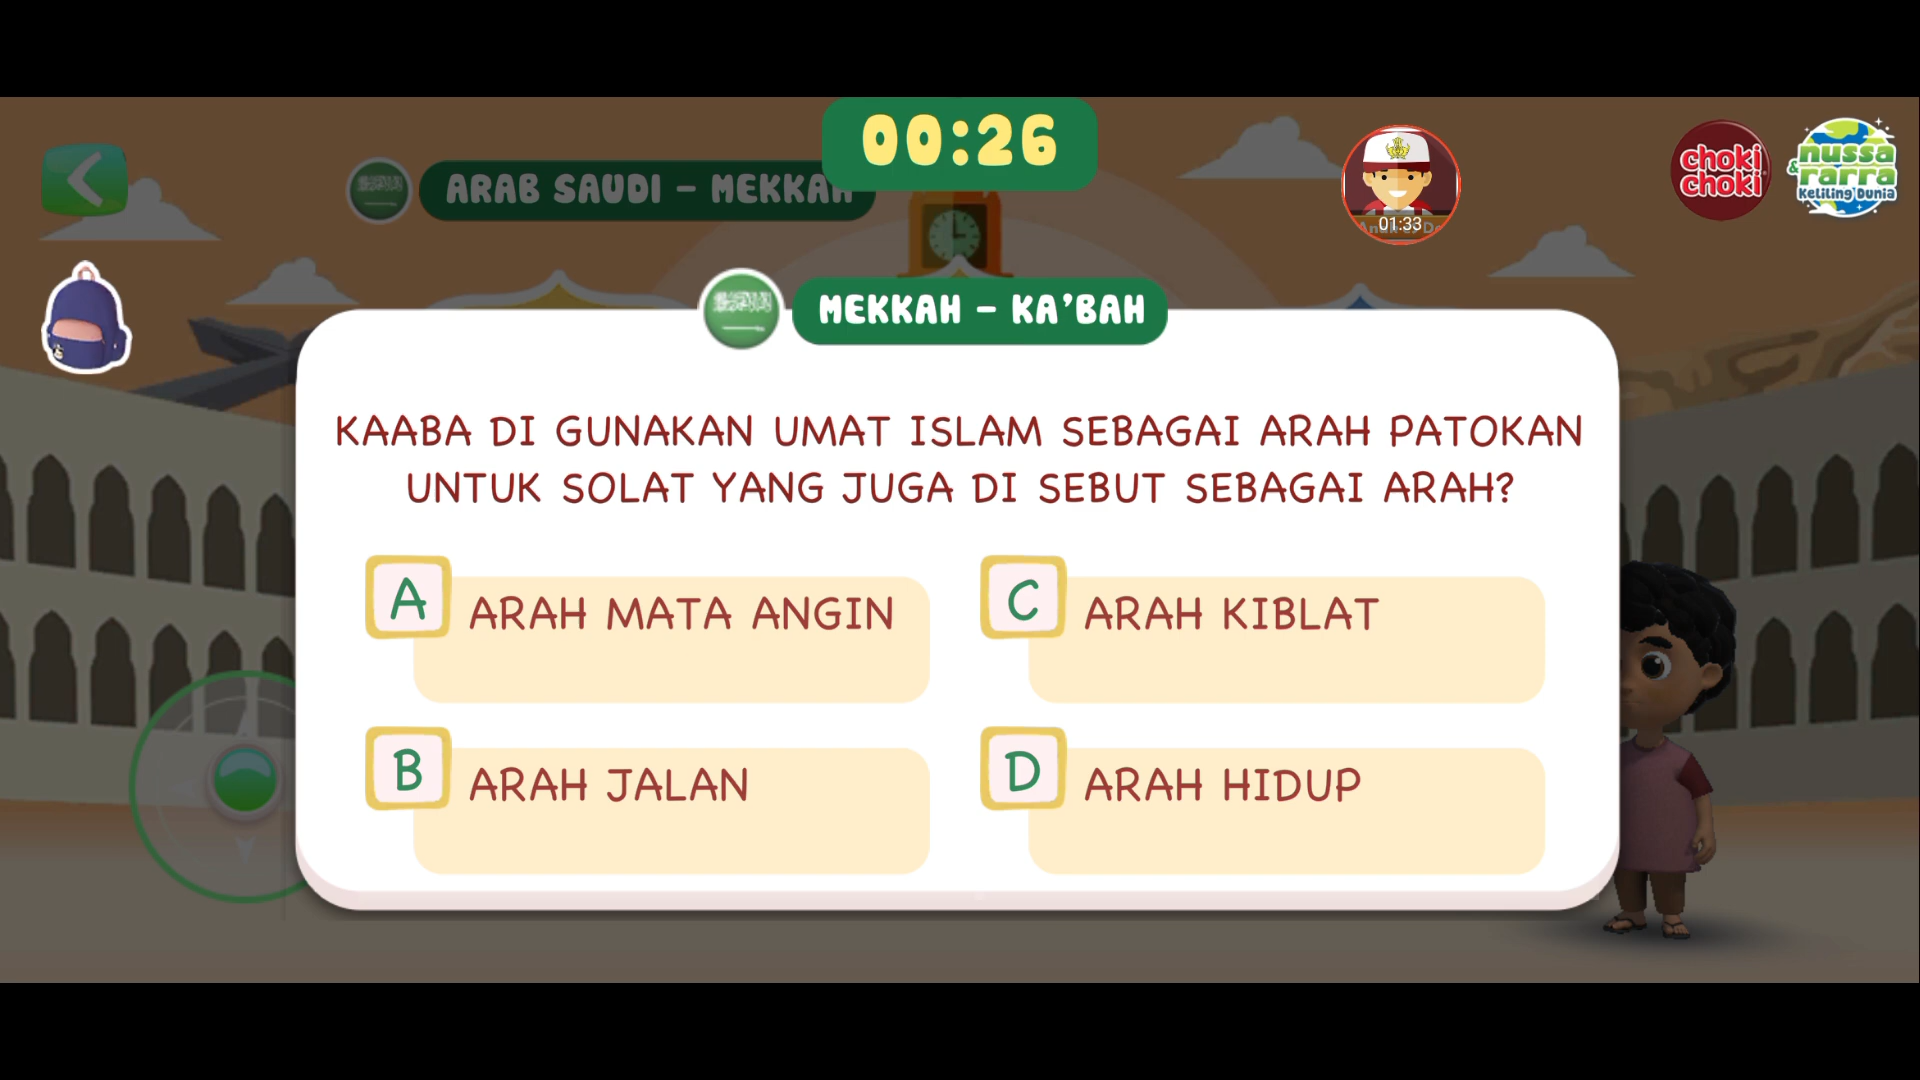 00:26
ARAB SAUDI - MEKKAH
01:33
choki
choki
nussa
& rarra
Keliling Dunia
MEKKAH - KA'BAH
KAABA DI GUNAKAN UMAT ISLAM SEBAGAI ARAH PATOKAN
UNTUK SOLAT YANG JUGA DI SEBUT SEBAGAI ARAH?
A
ARAH MATA ANGIN
C
ARAH KIBLAT
B
ARAH JALAN
D
ARAH HIDUP